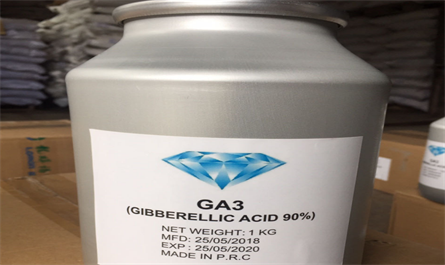 GA3
(GIBBERELLIC ACID 90%)
NET WEIGHT: 1 KG
MFD: 25/05/2018
EXP : 25/05/2020
MADE IN P.R.C